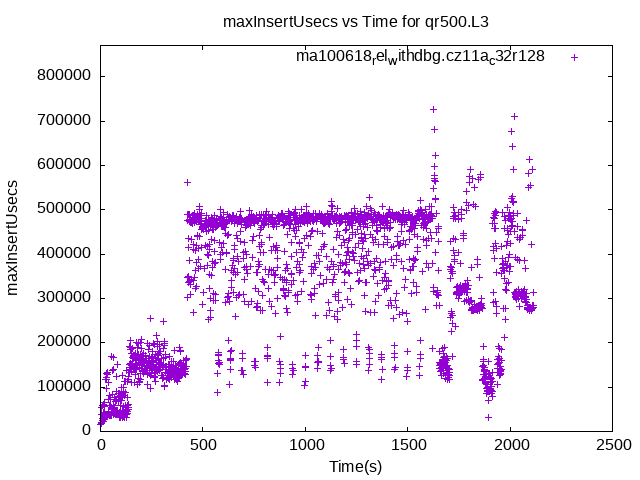 maxInsertUsecs vs Time for qr500.L3
ma100618relwithdbg.cz11ac32r128
800000
700000
600000
500000
400000
300000
200000
100000
0
maxInsertUsecs
0 500 1000 1500 2000 2500
Time(s)